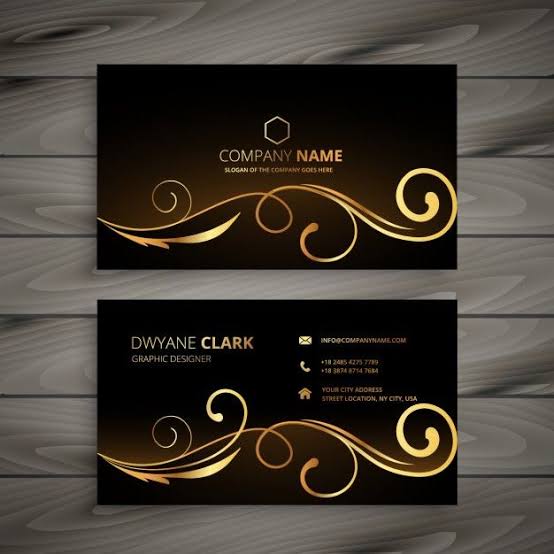 COMPANY NAME
SLOGAN OF THE COMPANY GOES HERE
DWYANE CLARK
GRAPHIC DESIGNER
INFO@COMPANYNAME.COM
+18 2485 4275 7789
+18 3874 8714 7684
YOUR CITY ADDRESS
STREET LOCATION, NY CITY, USA